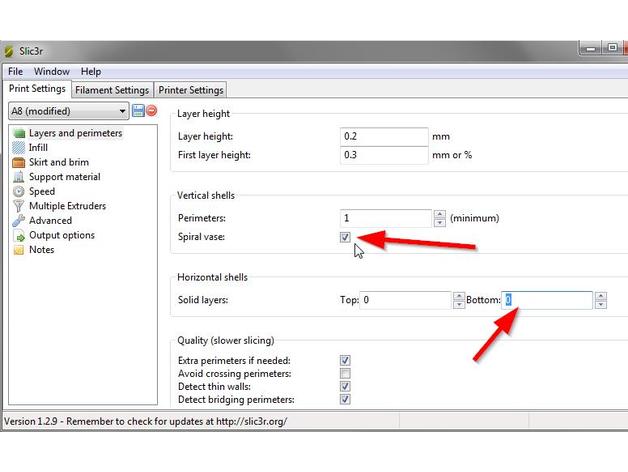 Slic3r
File Window Help
Print Settings Filament Settings Printer Settings
A8 (modified)
Layers and perimeters
Infill
Skirt and brim
Support material
Speed
Multiple Extruders
Advanced
Output options
Notes
Layer height
Layer height: 0.2 mm
First layer height: 0.3 mm or %
Vertical shells
Perimeters: 1 (minimum)
Spiral vase:
Horizontal shells
Solid layers: Top: 0 Bottom: 0
Quality (slower slicing)
Extra perimeters if needed:
Avoid crossing perimeters:
Detect thin walls:
Detect bridging perimeters:
Version 1.2.9 - Remember to check for updates at http://slic3r.org/